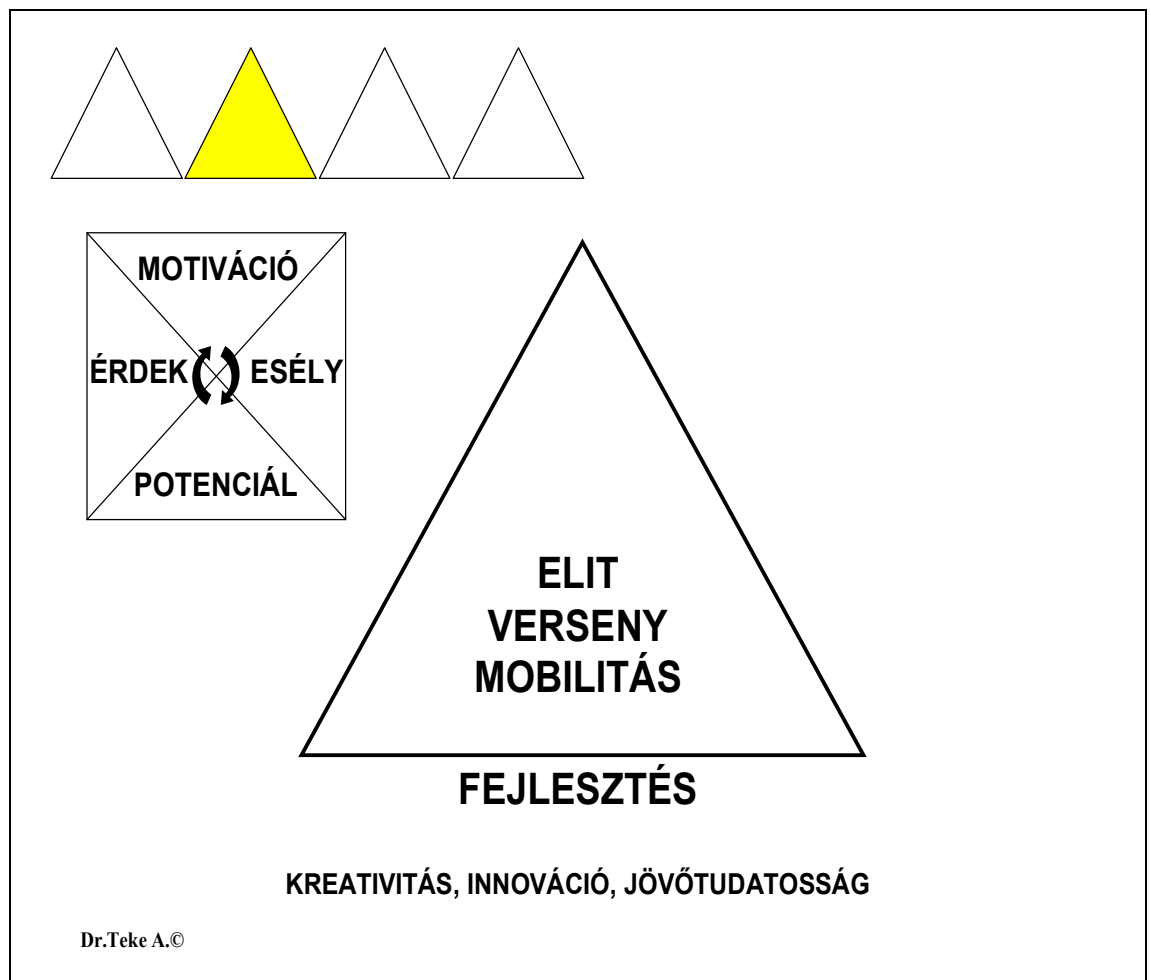 MOTIVÁCIÓ
ÉRDEK ESÉLY
POTENCIÁL
ELIT
VERSENY
MOBILITÁS
FEJLESZTÉS
KREATIVITÁS, INNOVÁCIÓ, JÖVŐTUDATOSSÁG
Dr.Teke A.©